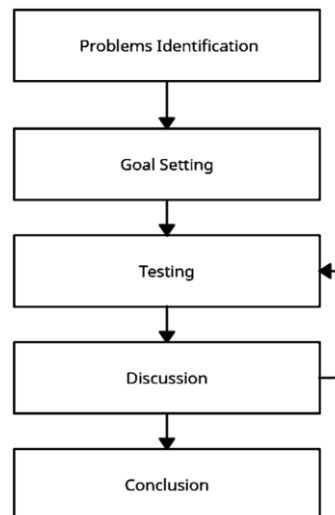 Problems Identification
Goal Setting
Testing
Discussion
Conclusion